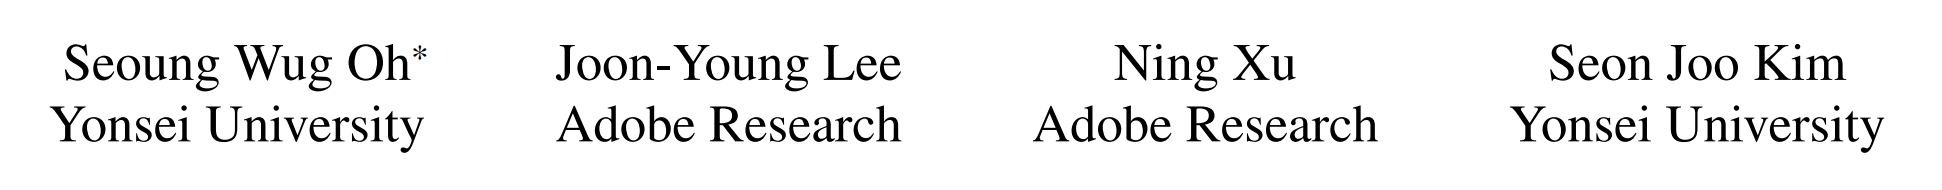 Seoung Wug Oh* Joon-Young Lee Ning Xu Seon Joo Kim
Yonsei University Adobe Research Adobe Research Yonsei University